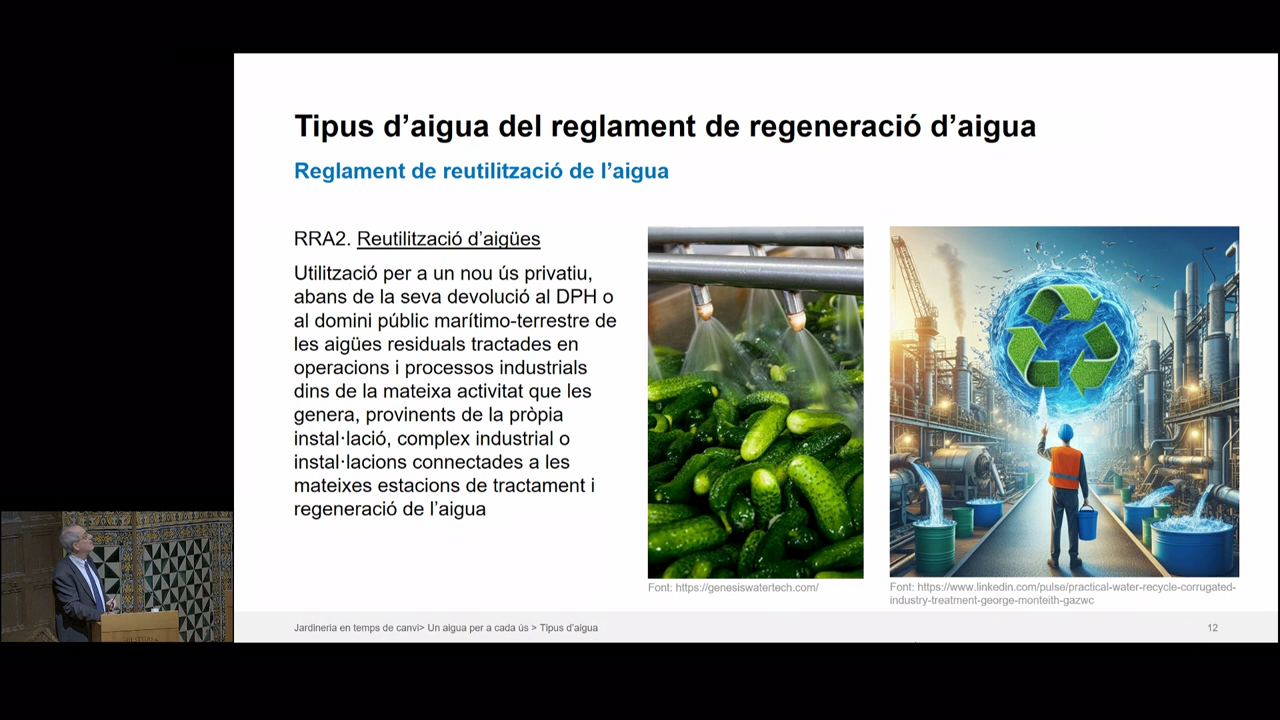 Tipus d’aigua del reglament de regeneració d’aigua
Reglament de reutilització de l’aigua
RRA2. Reutilització d’aigües
Utilització per a un nou ús privatiu,
abans de la seva devolució al DPH o
al domini públic marítimo-terrestre de
les aigües residuals tractades en
operacions i processos industrials
dins de la mateixa activitat que les
genera, provinents de la pròpia
instal·lació, complex industrial o
instal·lacions connectades a les
mateixes estacions de tractament i
regeneració de l’aigua
Font: https://genesiswatertech.com/
Font: https://www.linkedin.com/pulse/practical-water-recycle-corrugated-
industry-treatment-george-monteith-gazwc
Jardineria en temps de canvi> Un aigua per a cada ús > Tipus d’aigua
12